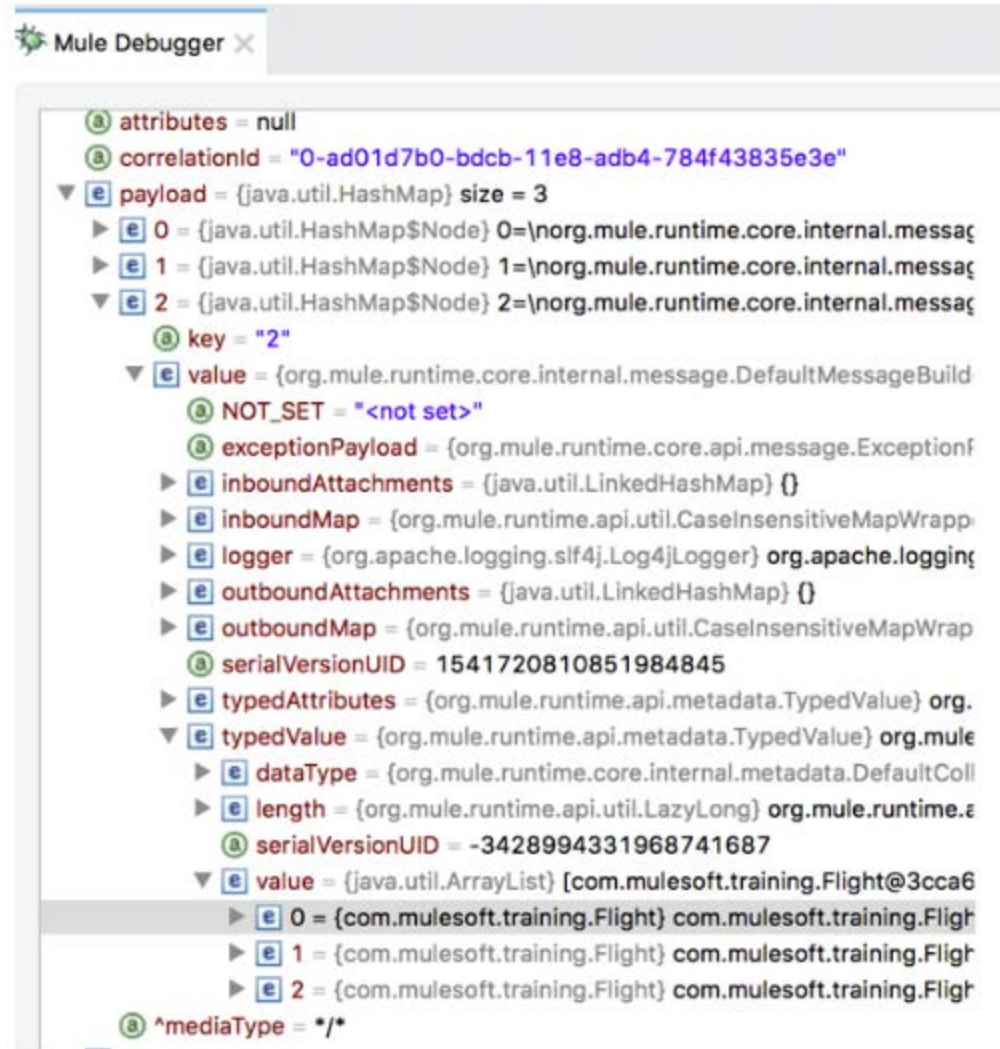 Mule Debugger
attributes = null
correlationId = "0-ad01d7b0-bdcb-11e8-adb4-784f43835e3e"
payload = {java.util.HashMap} size = 3
0 = {java.util.HashMap$Node} 0=\norg.mule.runtime.core.internal.messag
1 = {java.util.HashMap$Node} 1=\norg.mule.runtime.core.internal.messag
2 = {java.util.HashMap$Node} 2=\norg.mule.runtime.core.internal.messag
key = "2"
value = {org.mule.runtime.core.internal.message.DefaultMessageBuild
NOT_SET = "<not set>"
exceptionPayload = {org.mule.runtime.core.api.message.ExceptionP
inboundAttachments = {java.util.LinkedHashMap} {}
inboundMap = {org.mule.runtime.api.util.CaseInsensitiveMapWrapp
logger = {org.apache.logging.slf4j.Log4jLogger} org.apache.logging
outboundAttachments = {java.util.LinkedHashMap} {}
outboundMap = {org.mule.runtime.api.util.CaseInsensitiveMapWrap
serialVersionUID = 1541720810851984845
typedAttributes = {org.mule.runtime.api.metadata.TypedValue} org.
typedValue = {org.mule.runtime.api.metadata.TypedValue} org.mule
dataType = {org.mule.runtime.core.internal.metadata.DefaultColl
length = {org.mule.runtime.api.util.LazyLong} org.mule.runtime.a
serialVersionUID = -3428994331968741687
value = {java.util.ArrayList} [com.mulesoft.training.Flight@3cca6
0 = {com.mulesoft.training.Flight} com.mulesoft.training.Fligh
1 = {com.mulesoft.training.Flight} com.mulesoft.training.Fligh
2 = {com.mulesoft.training.Flight} com.mulesoft.training.Fligh
^mediaType = */*